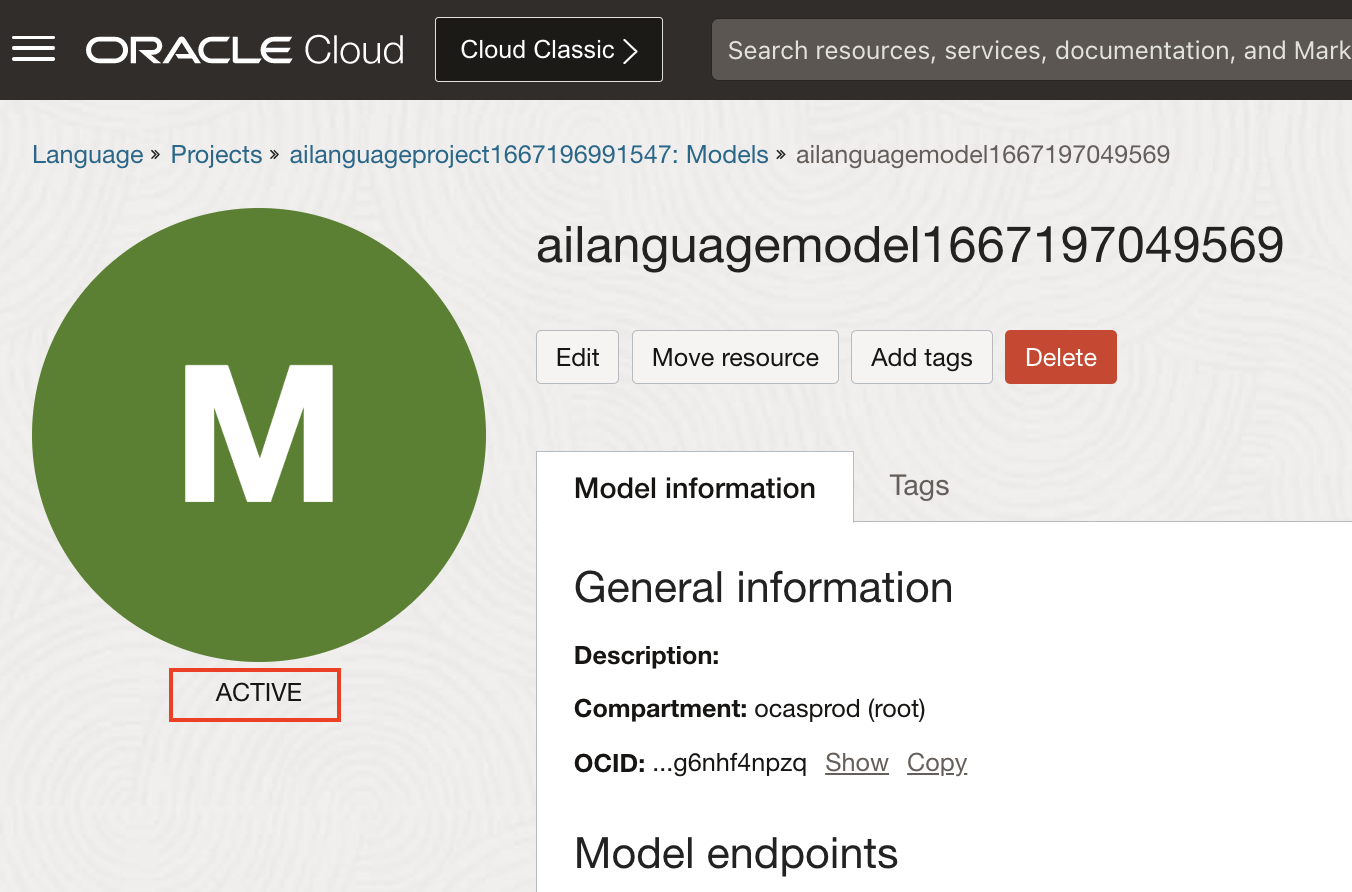 ORACLE Cloud
Cloud Classic
Search resources, services, documentation, and Mark
Language » Projects » ailanguageproject1667196991547: Models » ailanguagemodel1667197049569
M
ACTIVE
ailanguagemodel1667197049569
Edit
Move resource
Add tags
Delete
Model information
Tags
General information
Description:
Compartment: ocasprod (root)
OCID: ...g6nhf4npzq Show Copy
Model endpoints